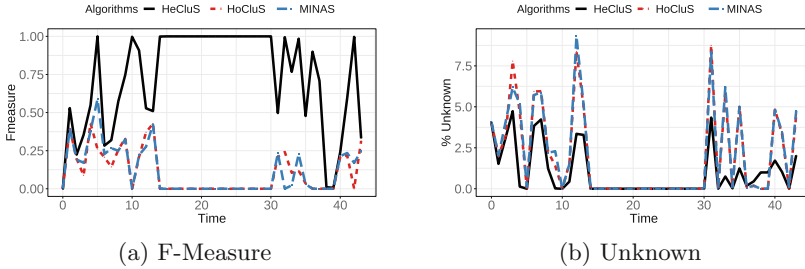 Algorithms HeCluS HoCluS MINAS
1.00
0.75
0.50
0.25
0.00
Fmeasure
0 10 20 30 40
Time
(a) F-Measure
Algorithms HeCluS HoCluS MINAS
7.5
5.0
2.5
0.0
% Unknown
0 10 20 30 40
Time
(b) Unknown